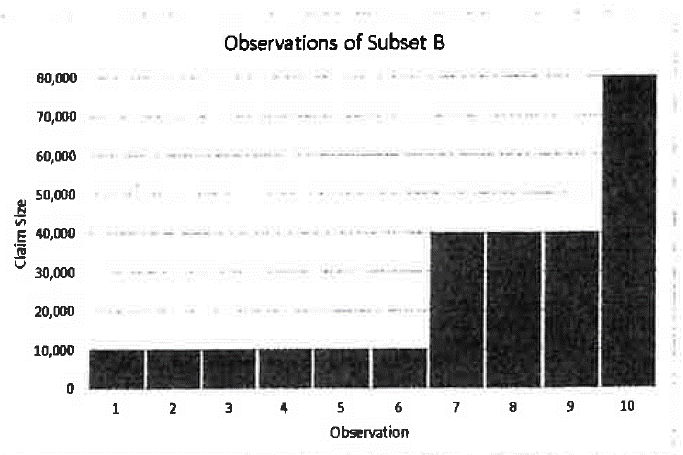 Observations of Subset B
80,000
70,000
60,000
50,000
40,000
30,000
20,000
10,000
0
Claim Size
1 2 3 4 5 6 7 8 9 10
Observation